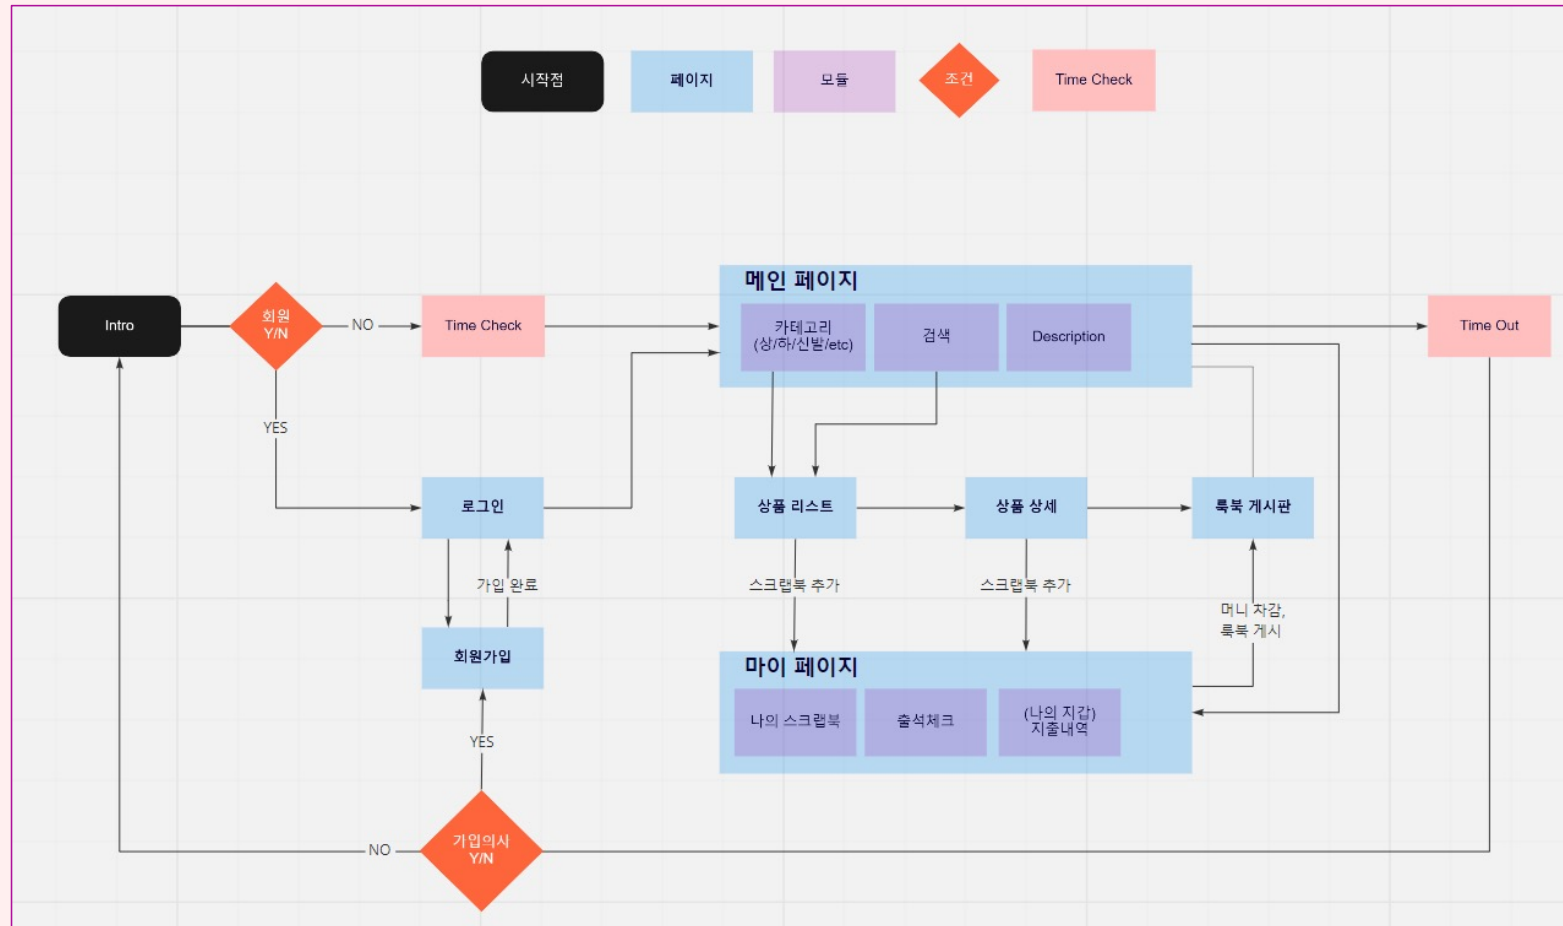 시작점
페이지
모듈
조건
Time Check
메인 페이지
Intro
회원
Y/N
NO
Time Check
카테고리
(상/하/신발/etc)
검색
Description
Time Out
YES
로그인
상품 리스트
상품 상세
룩북 게시판
가입 완료
스크랩북 추가
스크랩북 추가
머니 차감,
룩북 게시
회원가입
마이 페이지
나의 스크랩북
출석체크
(나의 지갑)
지출내역
YES
가입의사
Y/N
NO